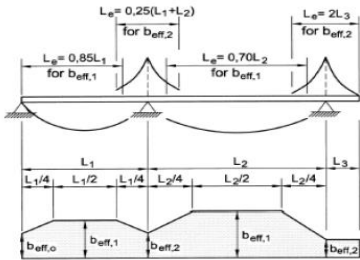 Le= 0,25(L1+L2)
for beff,2
Le= 2L3
for beff,2
Le= 0,85L1
for beff,1
Le= 0,70L2
for beff,1
L1
L2
L3
L1/4
L1/2
L1/4
L2/4
L2/2
L2/4
beff,o
beff,1
beff,2
beff,1
beff,2